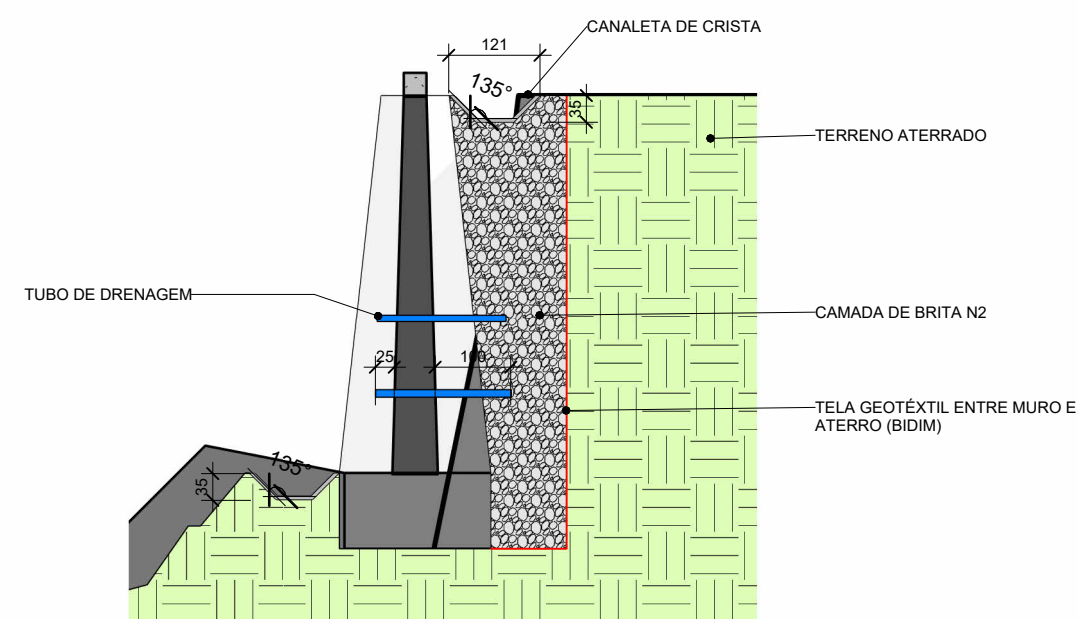 CANALETA DE CRISTA
121
135°
35
TERRENO ATERRADO
TUBO DE DRENAGEM
CAMADA DE BRITA N2
25
100
TELA GEOTÉXTIL ENTRE MURO E
ATERRO (BIDIM)
135°
35